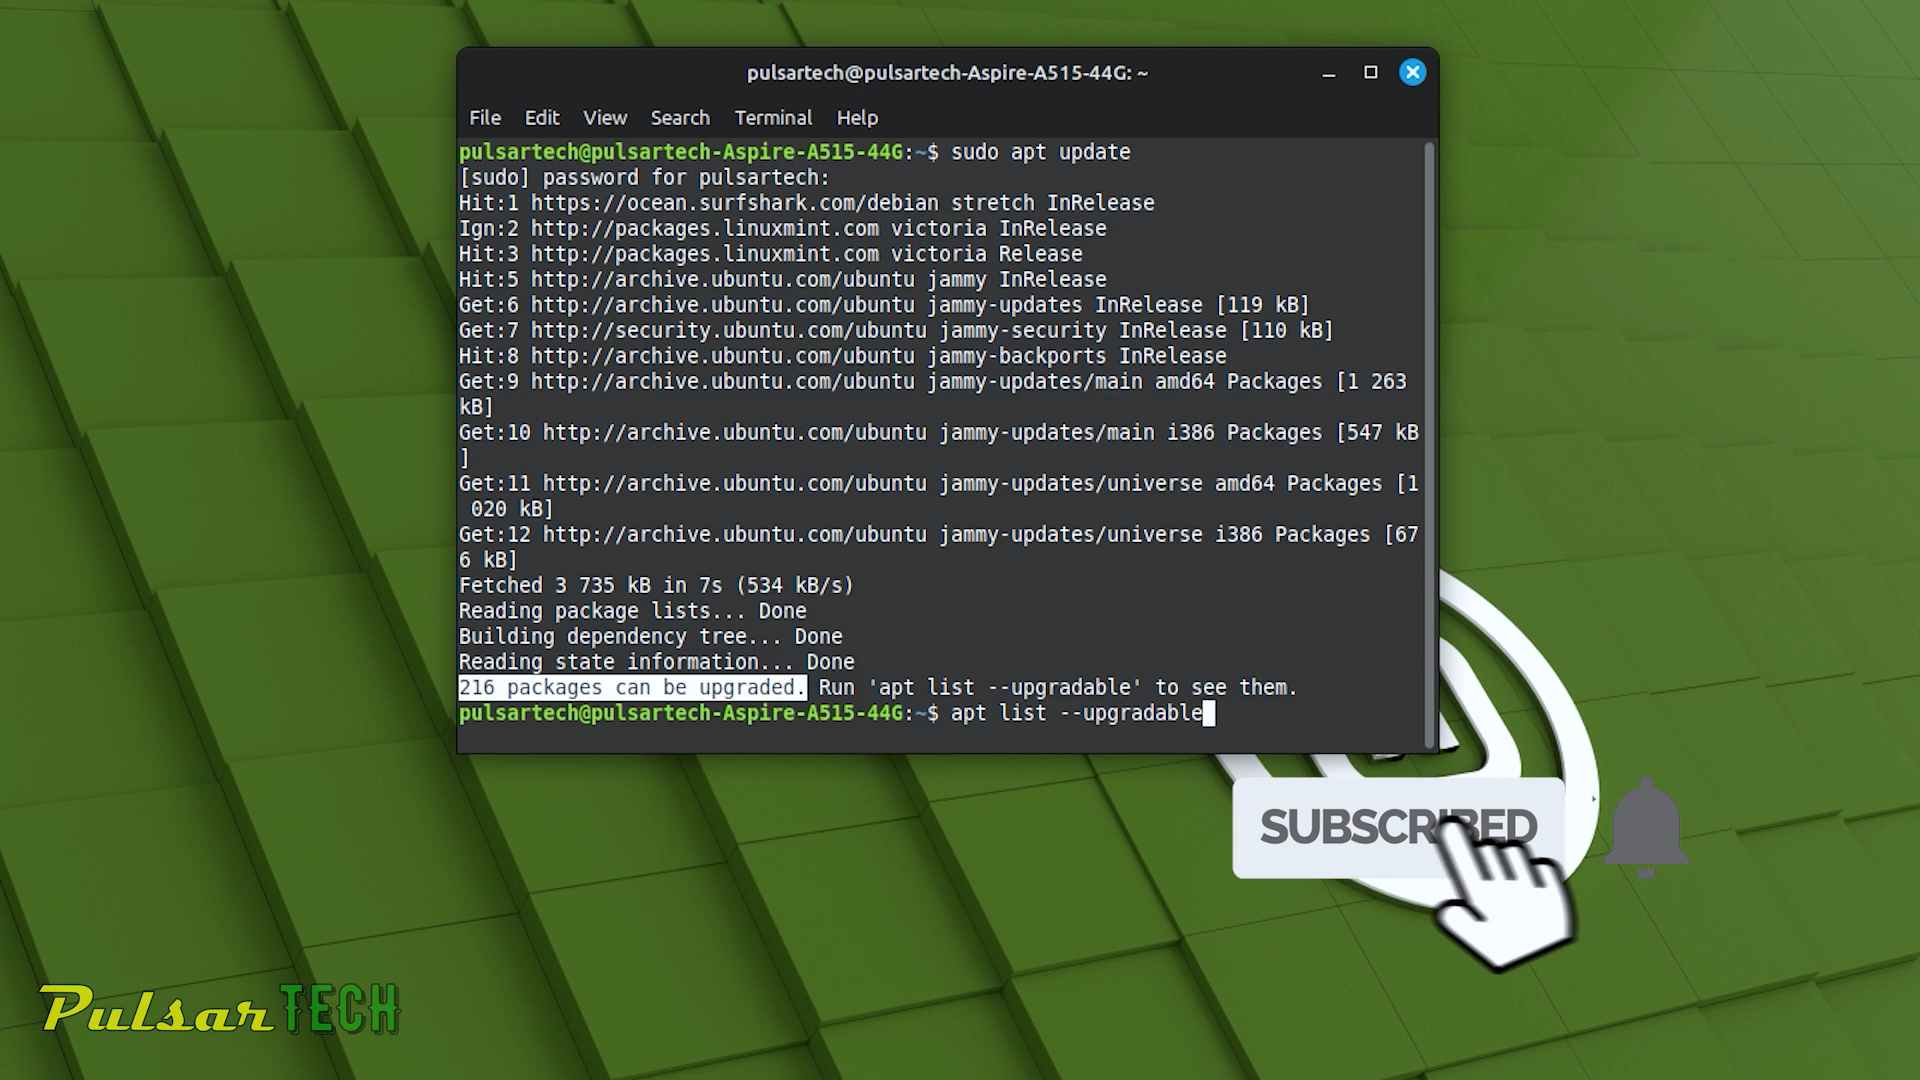 pulsartech@pulsartech-Aspire-A515-44G: ~
File Edit View Search Terminal Help
pulsartech@pulsartech-Aspire-A515-44G:~$ sudo apt update
[sudo] password for pulsartech:
Hit:1 https://ocean.surfshark.com/debian stretch InRelease
Ign:2 http://packages.linuxmint.com victoria InRelease
Hit:3 http://packages.linuxmint.com victoria Release
Hit:5 http://archive.ubuntu.com/ubuntu jammy InRelease
Get:6 http://archive.ubuntu.com/ubuntu jammy-updates InRelease [119 kB]
Get:7 http://security.ubuntu.com/ubuntu jammy-security InRelease [110 kB]
Hit:8 http://archive.ubuntu.com/ubuntu jammy-backports InRelease
Get:9 http://archive.ubuntu.com/ubuntu jammy-updates/main amd64 Packages [1 263
kB]
Get:10 http://archive.ubuntu.com/ubuntu jammy-updates/main i386 Packages [547 kB
]
Get:11 http://archive.ubuntu.com/ubuntu jammy-updates/universe amd64 Packages [1
020 kB]
Get:12 http://archive.ubuntu.com/ubuntu jammy-updates/universe i386 Packages [67
6 kB]
Fetched 3 735 kB in 7s (534 kB/s)
Reading package lists... Done
Building dependency tree... Done
Reading state information... Done
216 packages can be upgraded. Run 'apt list --upgradable' to see them.
pulsartech@pulsartech-Aspire-A515-44G:~$ apt list --upgradable
SUBSCRIBED
Pulsar TECH